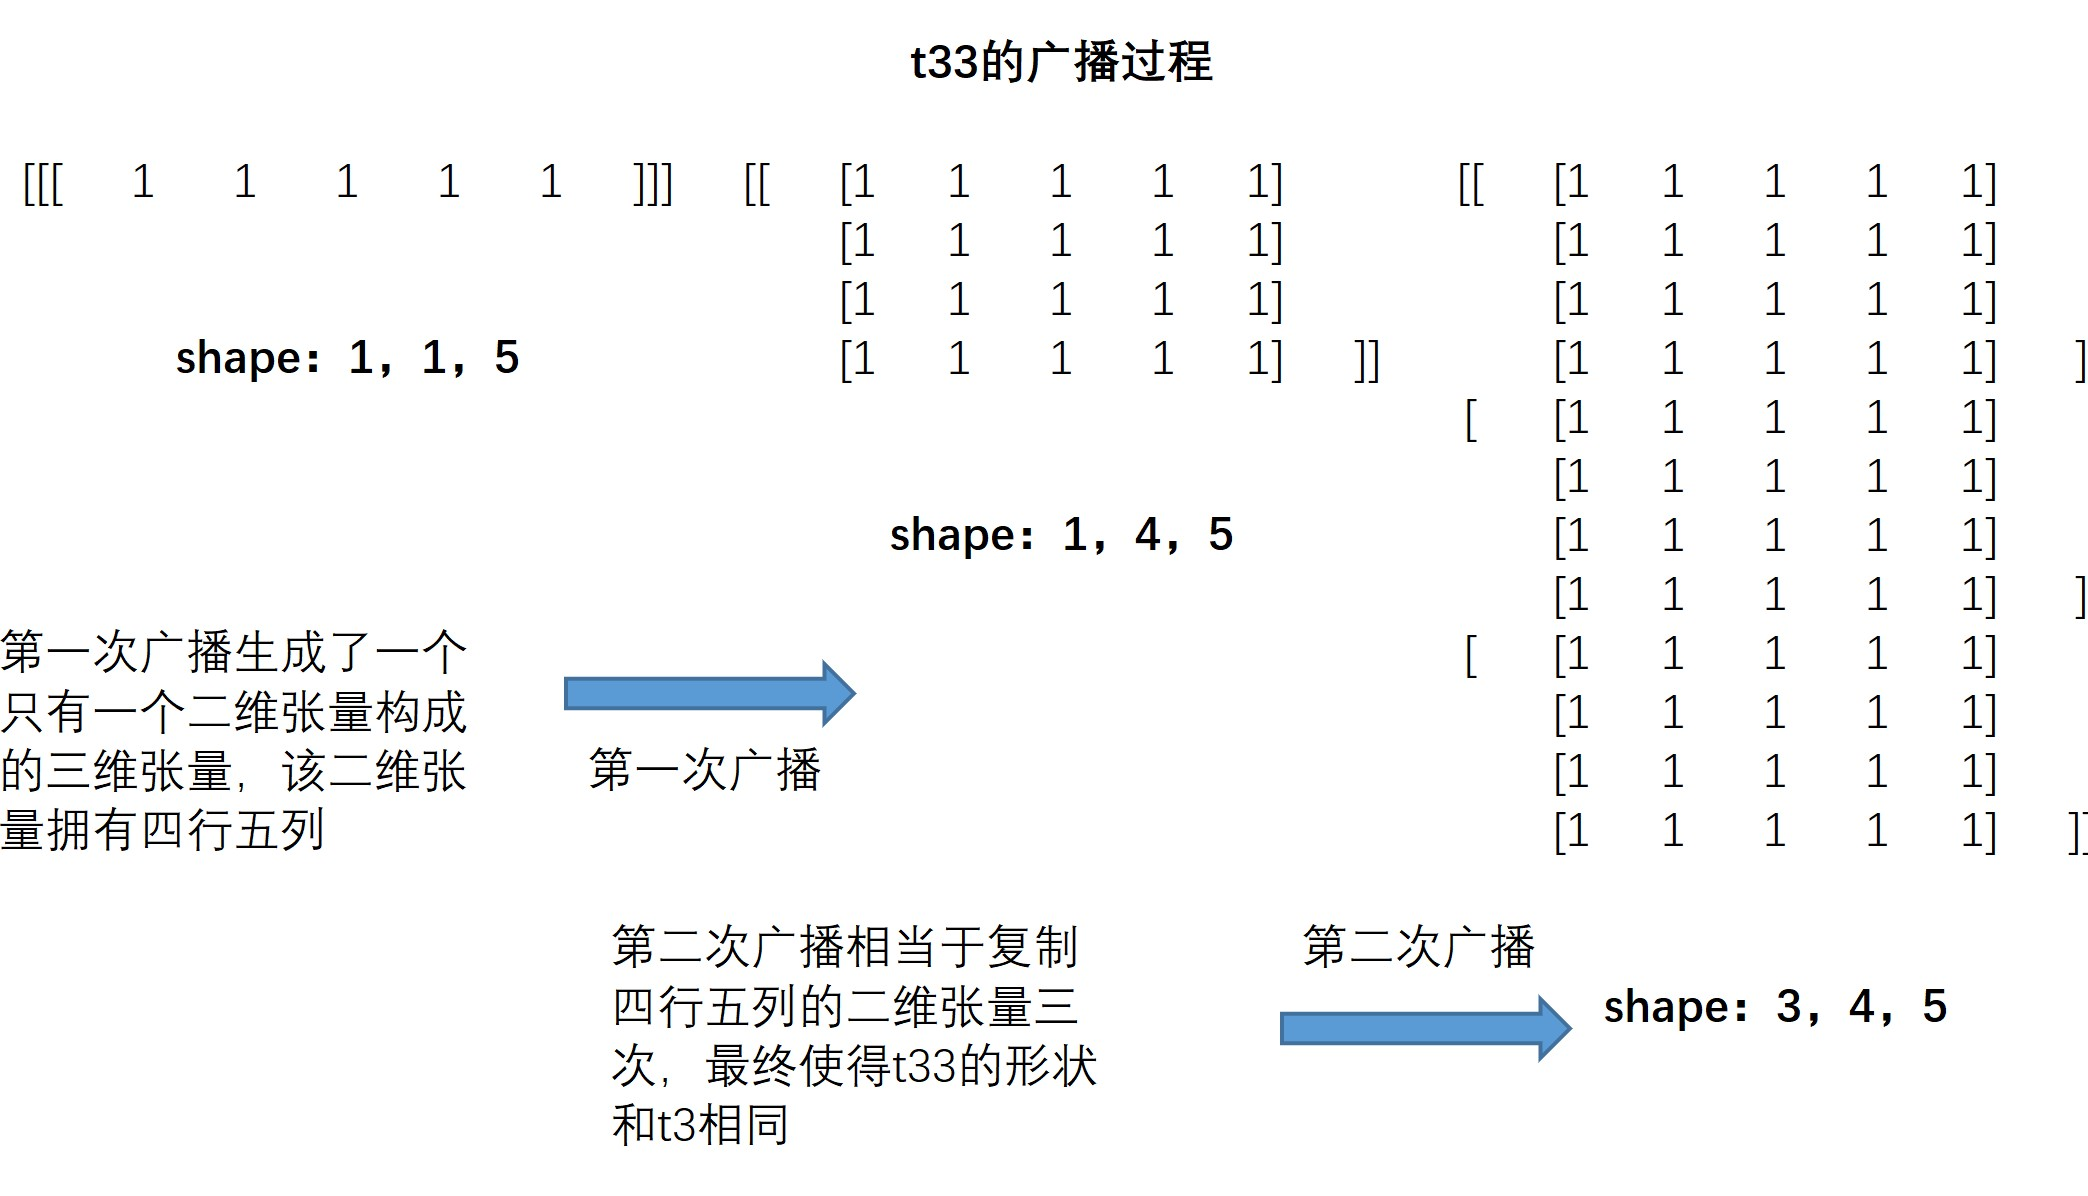 t33的广播过程
[[[ 1 1 1 1 1 ]]] [[ [1 1 1 1 1] [[ [1 1 1 1 1]
[1 1 1 1 1] [1 1 1 1 1]
[1 1 1 1 1] [1 1 1 1 1]
shape：1，1，5 [1 1 1 1 1] ]] [1 1 1 1 1] ]
[ [1 1 1 1 1]
[1 1 1 1 1]
shape：1，4，5 [1 1 1 1 1]
[1 1 1 1 1] ]
[ [1 1 1 1 1]
[1 1 1 1 1]
[1 1 1 1 1]
[1 1 1 1 1] ]]
第一次广播生成了一个
只有一个二维张量构成
的三维张量，该二维张
量拥有四行五列
第一次广播
第二次广播相当于复制
四行五列的二维张量三
次，最终使得t33的形状
和t3相同
第二次广播
shape：3，4，5